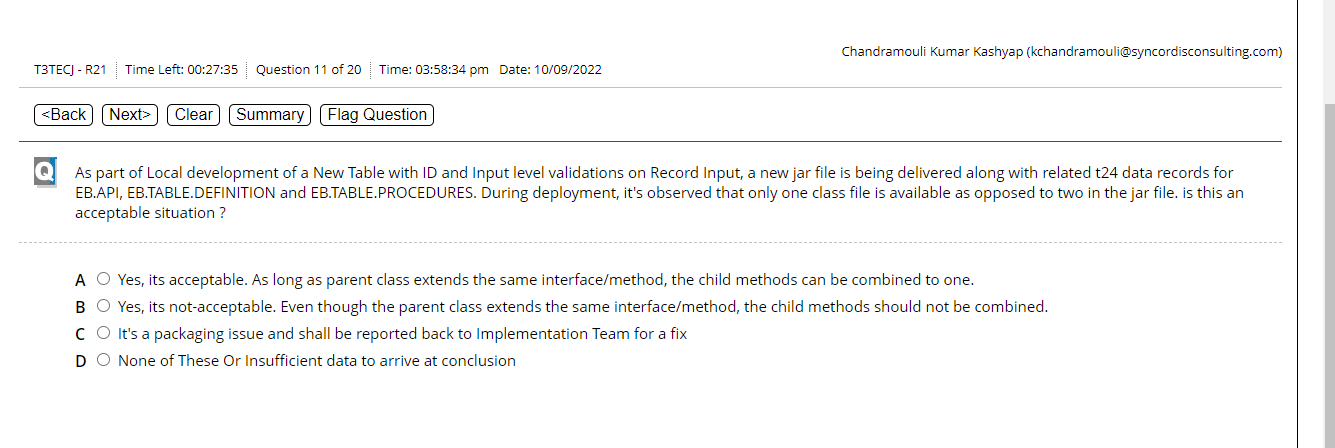 Chandramouli Kumar Kashyap (kchandramouli@syncordisconsulting.com)
T3TECJ - R21 Time Left: 00:27:35 Question 11 of 20 Time: 03:58:34 pm Date: 10/09/2022
<Back Next> Clear Summary Flag Question
Q As part of Local development of a New Table with ID and Input level validations on Record Input, a new jar file is being delivered along with related t24 data records for
EB.API, EB.TABLE.DEFINITION and EB.TABLE.PROCEDURES. During deployment, it's observed that only one class file is available as opposed to two in the jar file. is this an
acceptable situation ?
A Yes, its acceptable. As long as parent class extends the same interface/method, the child methods can be combined to one.
B Yes, its not-acceptable. Even though the parent class extends the same interface/method, the child methods should not be combined.
C It's a packaging issue and shall be reported back to Implementation Team for a fix
D None of These Or Insufficient data to arrive at conclusion